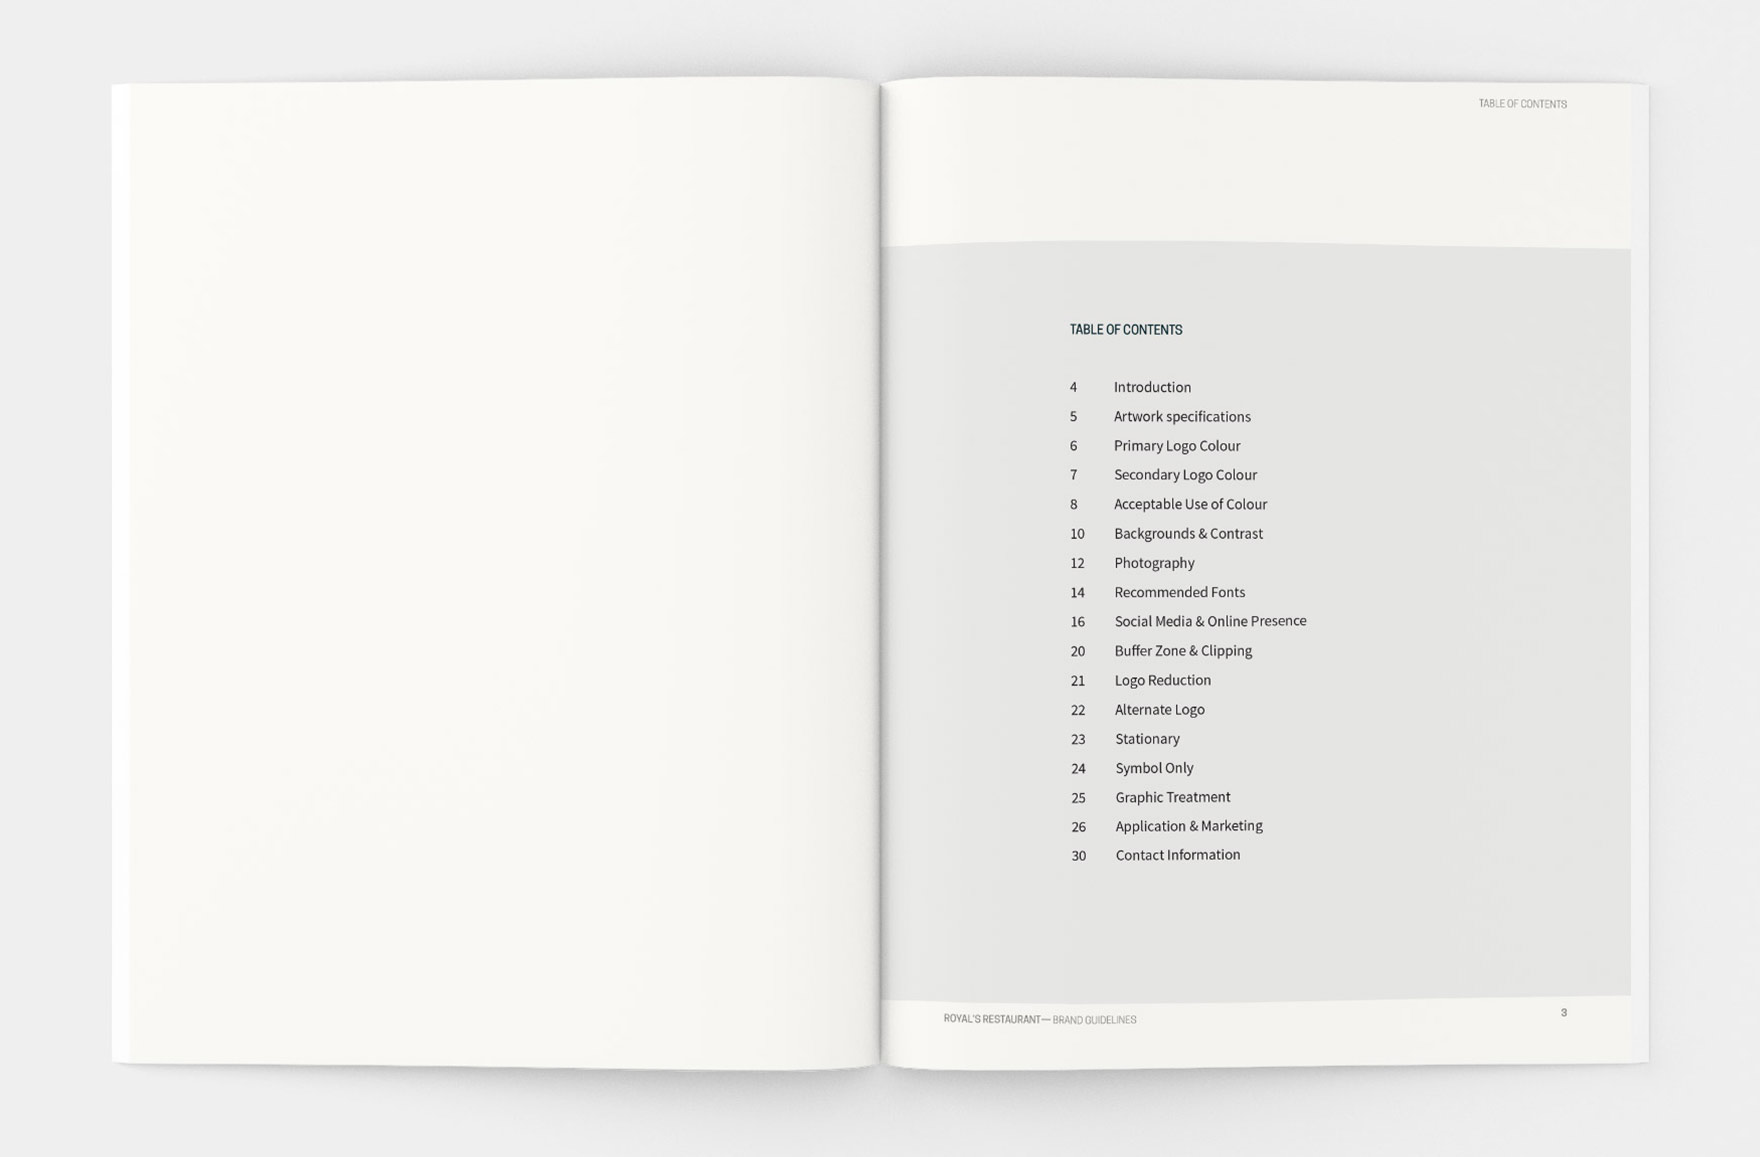 TABLE OF CONTENTS
TABLE OF CONTENTS
4 Introduction
5 Artwork specifications
6 Primary Logo Colour
7 Secondary Logo Colour
8 Acceptable Use of Colour
10 Backgrounds & Contrast
12 Photography
14 Recommended Fonts
16 Social Media & Online Presence
20 Buffer Zone & Clipping
21 Logo Reduction
22 Alternate Logo
23 Stationary
24 Symbol Only
25 Graphic Treatment
26 Application & Marketing
30 Contact Information
ROYAL'S RESTAURANT— BRAND GUIDELINES
3